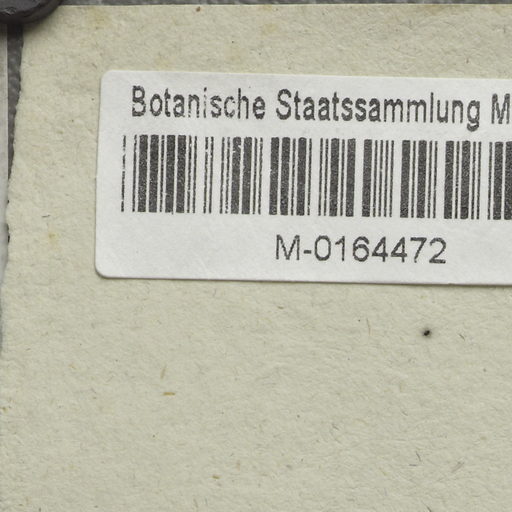 Botanische Staatssammlung M
M-0164472